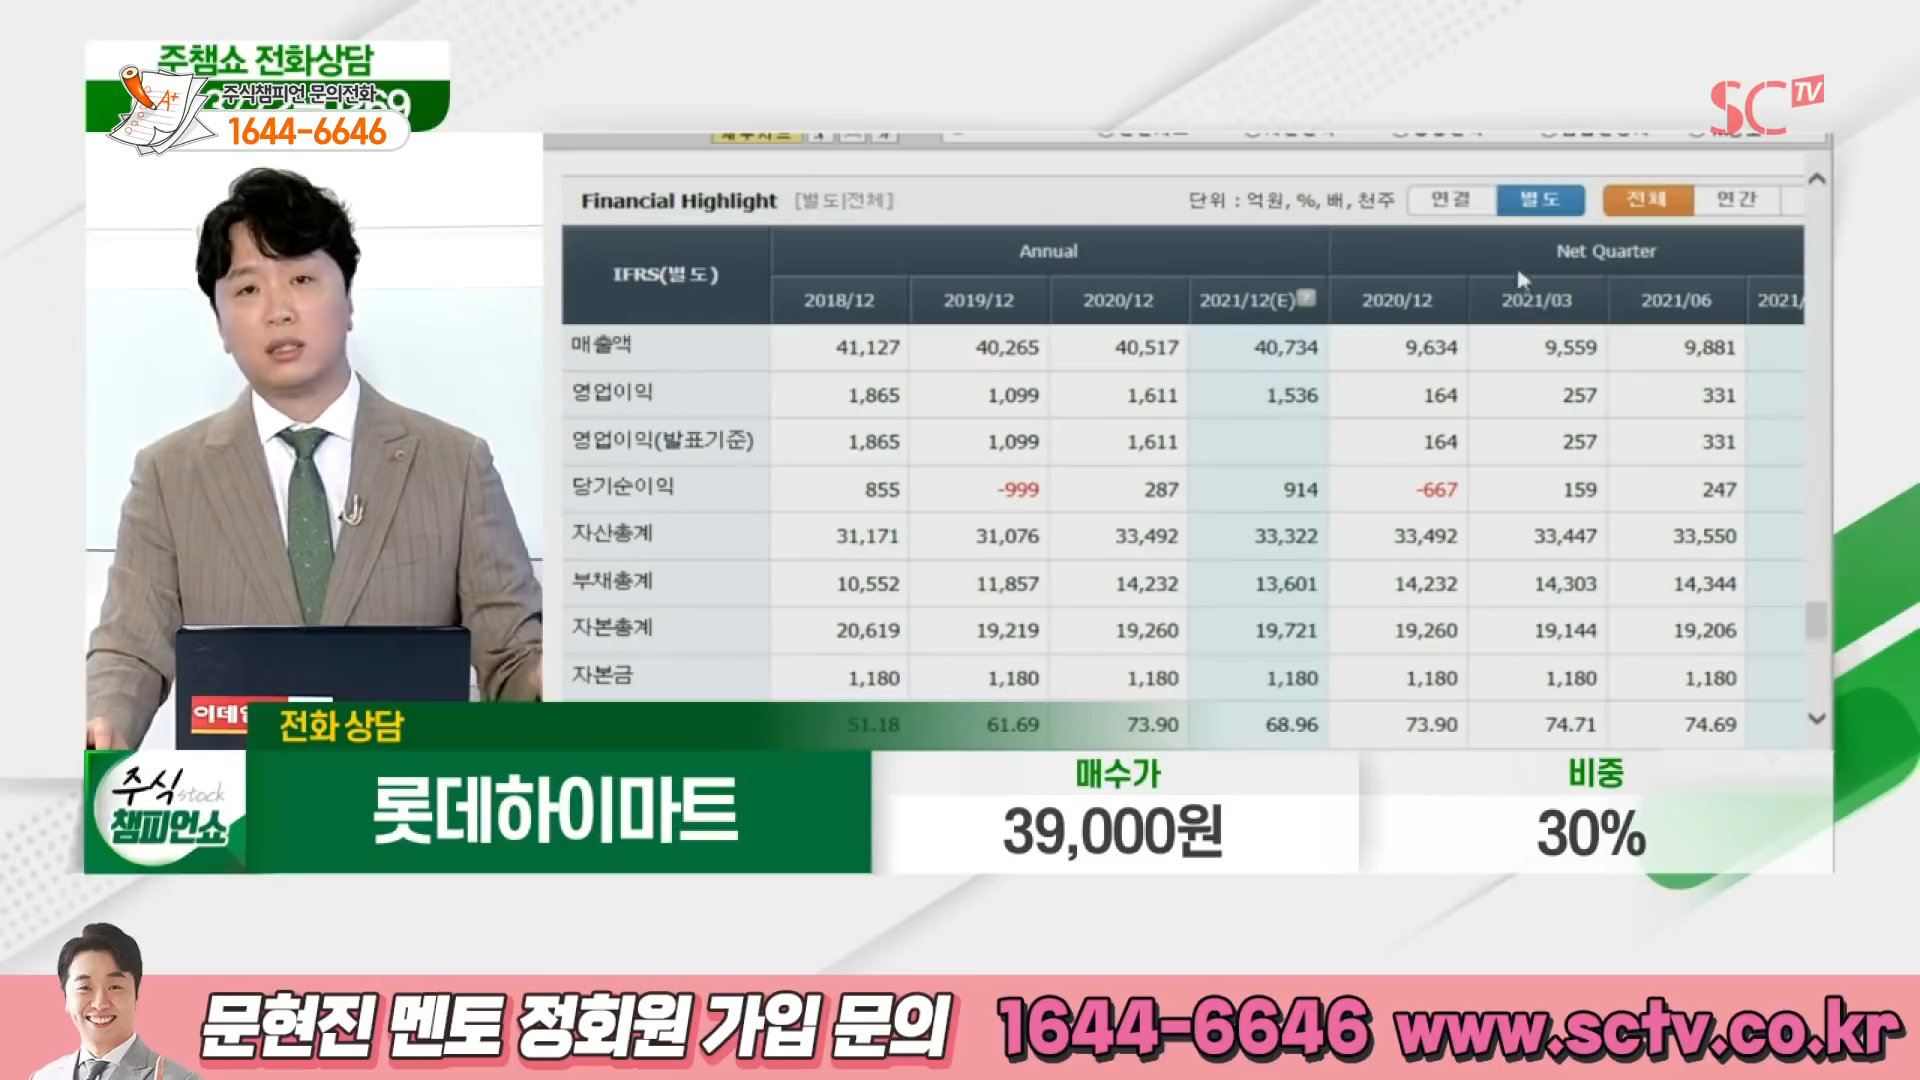 주챔쇼 전화상담
주식챔피언 문의전화
1644-6646
A+
SC TV
Financial Highlight [별도|전체] 단위 : 억원, %, 배, 천주 연결 별도 전체 연간
IFRS(별도) Annual Net Quarter
2018/12 2019/12 2020/12 2021/12(E) 2020/12 2021/03 2021/06 2021/
매출액 41,127 40,265 40,517 40,734 9,634 9,559 9,881
영업이익 1,865 1,099 1,611 1,536 164 257 331
영업이익(발표기준) 1,865 1,099 1,611 164 257 331
당기순이익 855 -999 287 914 -667 159 247
자산총계 31,171 31,076 33,492 33,322 33,492 33,447 33,550
부채총계 10,552 11,857 14,232 13,601 14,232 14,303 14,344
자본총계 20,619 19,219 19,260 19,721 19,260 19,144 19,206
자본금 1,180 1,180 1,180 1,180 1,180 1,180 1,180
51.18 61.69 73.90 68.96 73.90 74.71 74.69
이데일
전화 상담
주식 stock
챔피언쇼
롯데하이마트
매수가
39,000원
비중
30%
문현진 멘토 정회원 가입 문의 1644-6646 www.sctv.co.kr